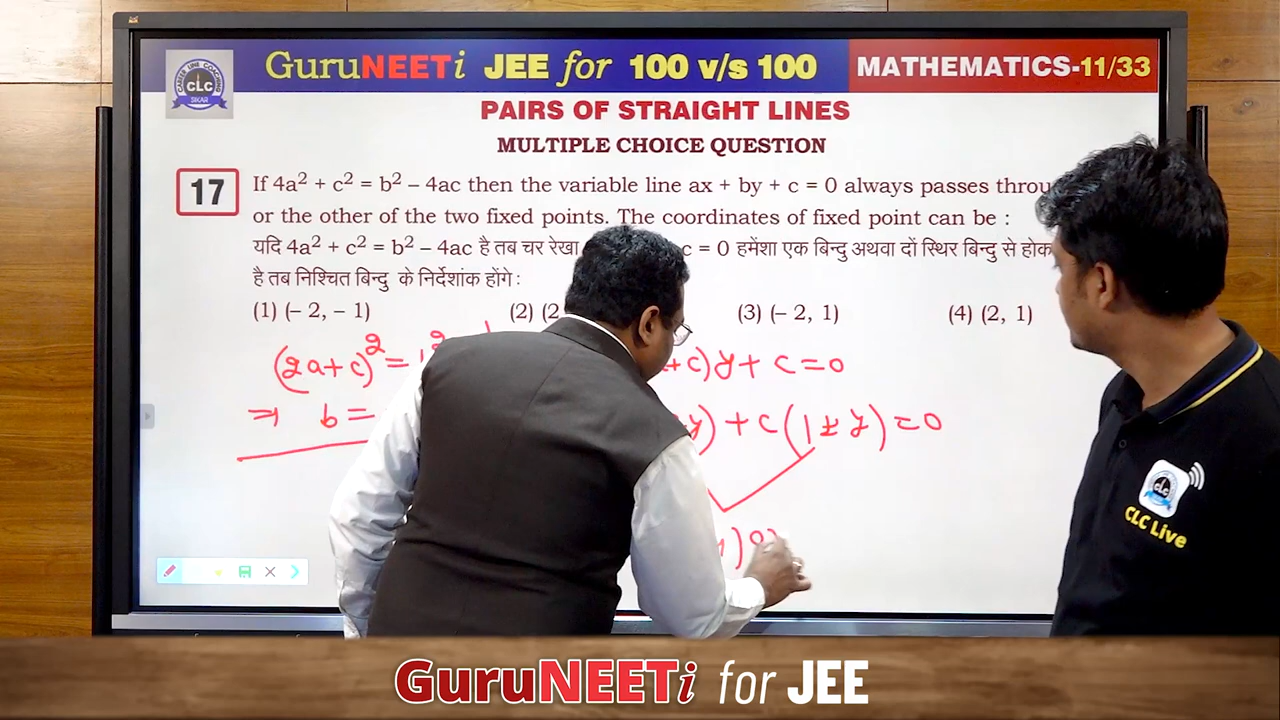 GuruNEETi JEE for 100 v/s 100
MATHEMATICS-11/33
CLC
SIKAR
PAIRS OF STRAIGHT LINES
MULTIPLE CHOICE QUESTION
17
If 4a² + c² = b² – 4ac then the variable line ax + by + c = 0 always passes
or the other of the two fixed points. The coordinates of fixed point can be :
यदि 4a² + c² = b² – 4ac है तब चर रेखा c = 0 हमेंशा एक बिन्दु अथवा दों स्थिर बिन्दु से
है तब निश्चित बिन्दु के निर्देशांक होंगे :
(1) (– 2, – 1) (2) (2 (3) (– 2, 1) (4) (2, 1)
(2a+c)² = +c)y + c = 0
⇒ b = y) + c(1±y) = 0
CLC
CLC Live
GuruNEETi for JEE